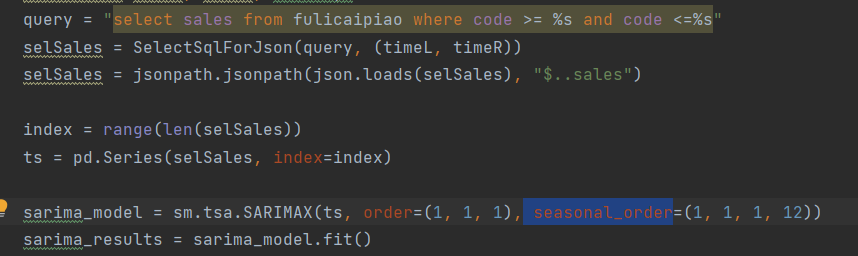 query = "select sales from fulicaipiao where code >= %s and code <=%s"
selSales = SelectSqlForJson(query, (timeL, timeR))
selSales = jsonpath.jsonpath(json.loads(selSales), "$..sales")
index = range(len(selSales))
ts = pd.Series(selSales, index=index)
sarima_model = sm.tsa.SARIMAX(ts, order=(1, 1, 1), seasonal_order=(1, 1, 1, 12))
sarima_results = sarima_model.fit()